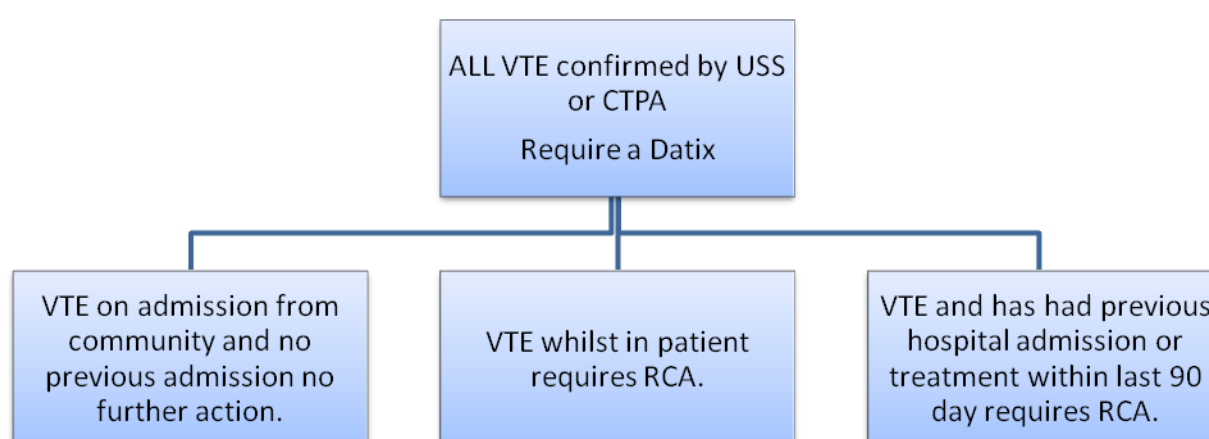 ALL VTE confirmed by USS
or CTPA
Require a Datix
VTE on admission from
community and no
previous admission no
further action.
VTE whilst in patient
requires RCA.
VTE and has had previous
hospital admission or
treatment within last 90
day requires RCA.